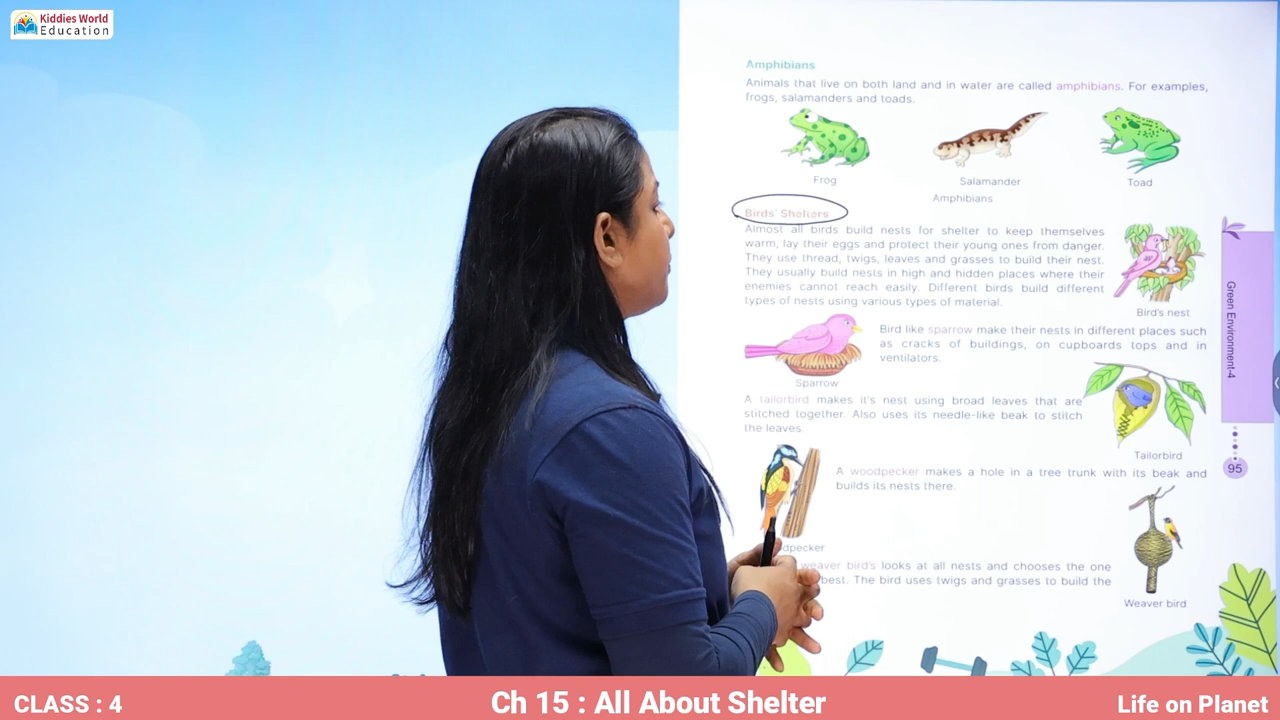 Kiddies World
Education
Amphibians
Animals that live on both land and in water are called amphibians. For examples,
frogs, salamanders and toads.
Frog
Salamander
Toad
Amphibians
Birds' Shelters
Almost all birds build nests for shelter to keep themselves
warm, lay their eggs and protect their young ones from danger.
They use thread, twigs, leaves and grasses to build their nest.
They usually build nests in high and hidden places where their
enemies cannot reach easily. Different birds build different
types of nests using various types of material.
Bird's nest
Bird like sparrow make their nests in different places such
as cracks of buildings, on cupboards tops and in
ventilators.
Sparrow
A tailorbird makes it's nest using broad leaves that are
stitched together. Also uses its needle-like beak to stitch
the leaves.
Tailorbird
A woodpecker makes a hole in a tree trunk with its beak and
builds its nests there.
dpecker
weaver bird's looks at all nests and chooses the one
best. The bird uses twigs and grasses to build the
Weaver bird
Green Environment-4
95
CLASS : 4
Ch 15 : All About Shelter
Life on Planet